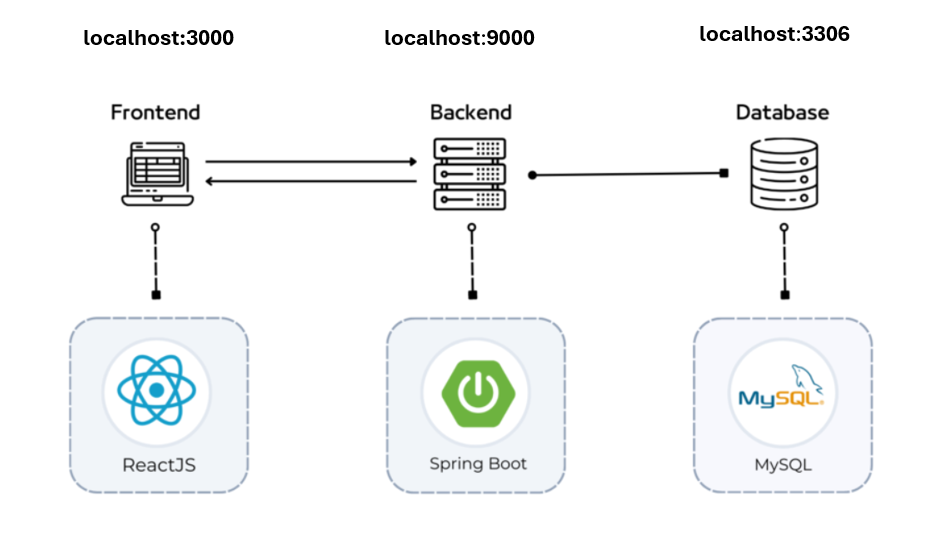 localhost:3000
localhost:9000
localhost:3306
Frontend
Backend
Database
MySQL
ReactJS
Spring Boot
MySQL